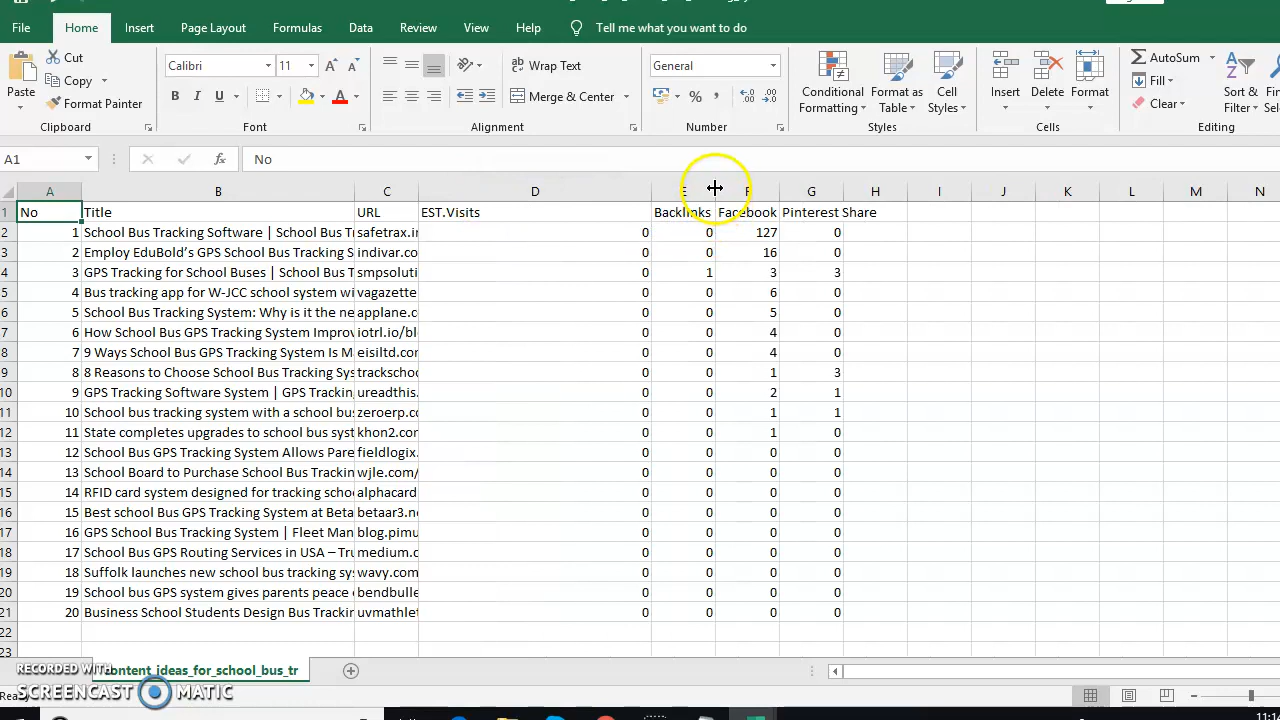 File Home Insert Page Layout Formulas Data Review View Help Tell me what you want to do
Paste Cut Copy Format Painter
Calibri 11 A A
B I U A
Wrap Text
Merge & Center
General
% ,
Conditional Formatting Format as Table Cell Styles
Insert Delete Format
AutoSum Fill Clear
Sort & Filter
Clipboard Font Alignment Number Styles Cells Editing
A1 fx No
A B C D E F G H I J K L M N
1 No Title URL EST.Visits Backlinks Facebook Pinterest Share
2 1 School Bus Tracking Software | School Bus Tr safetrax.in 0 0 127 0
3 2 Employ EduBold’s GPS School Bus Tracking S indivar.co 0 0 16 0
4 3 GPS Tracking for School Buses | School Bus T smpsoluti 0 1 3 3
5 4 Bus tracking app for W-JCC school system wi vagazette 0 0 6 0
6 5 School Bus Tracking System: Why is it the ne applane.c 0 0 5 0
7 6 How School Bus GPS Tracking System Improv iotrl.io/bl 0 0 4 0
8 7 9 Ways School Bus GPS Tracking System Is M eisiltd.con 0 0 4 0
9 8 8 Reasons to Choose School Bus Tracking Sys trackschoo 0 0 1 3
10 9 GPS Tracking Software System | GPS Tracking ureadthis. 0 0 2 1
11 10 School bus tracking system with a school bus zeroerp.co 0 0 1 1
12 11 State completes upgrades to school bus syst khon2.con 0 0 1 0
13 12 School Bus GPS Tracking System Allows Pare fieldlogix. 0 0 0 0
14 13 School Board to Purchase School Bus Trackin wjle.com/ 0 0 0 0
15 14 RFID card system designed for tracking scho alphacard 0 0 0 0
16 15 Best school Bus GPS Tracking System at Beta betaar3.ne 0 0 0 0
17 16 GPS School Bus Tracking System | Fleet Man blog.pimu 0 0 0 0
18 17 School Bus GPS Routing Services in USA – Tru medium.c 0 0 0 0
19 18 Suffolk launches new school bus tracking sys wavy.com 0 0 0 0
20 19 School bus GPS system gives parents peace bendbulle 0 0 0 0
21 20 Business School Students Design Bus Trackin uvmathlet 0 0 0 0
22
23
content_ideas_for_school_bus_tr
RECORDED WITH
SCREENCAST MATIC